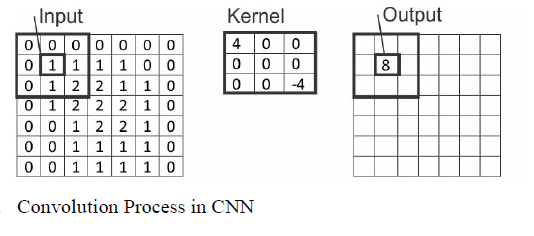 Input Kernel Output
0 0 0 0 0 0 0 4 0 0
0 1 1 1 1 0 0 0 0 0 8
0 1 2 2 1 1 0 0 0 -4
0 1 2 2 2 1 0
0 0 1 2 2 1 0
0 0 1 1 1 1 0
0 0 1 1 1 1 0
Convolution Process in CNN